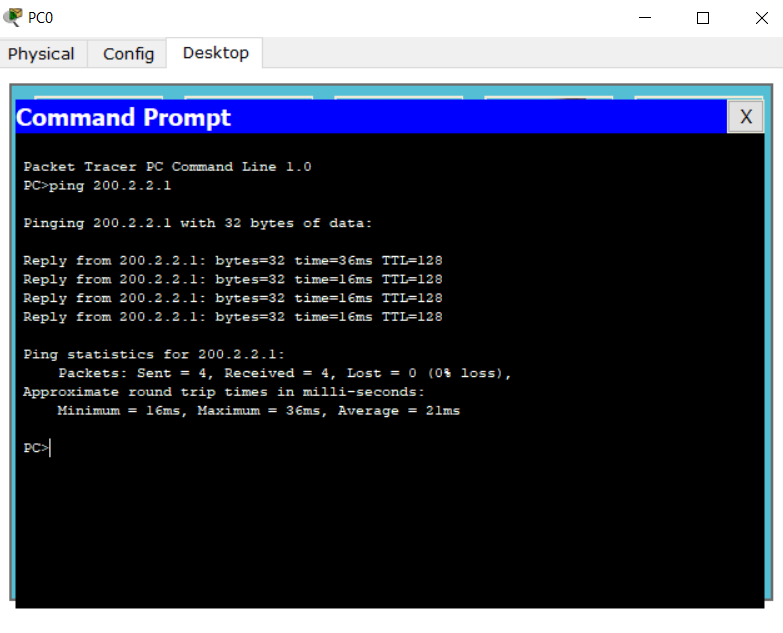 PC0
Physical Config Desktop
Command Prompt X
Packet Tracer PC Command Line 1.0
PC>ping 200.2.2.1
Pinging 200.2.2.1 with 32 bytes of data:
Reply from 200.2.2.1: bytes=32 time=36ms TTL=128
Reply from 200.2.2.1: bytes=32 time=16ms TTL=128
Reply from 200.2.2.1: bytes=32 time=16ms TTL=128
Reply from 200.2.2.1: bytes=32 time=16ms TTL=128
Ping statistics for 200.2.2.1:
Packets: Sent = 4, Received = 4, Lost = 0 (0% loss),
Approximate round trip times in milli-seconds:
Minimum = 16ms, Maximum = 36ms, Average = 21ms
PC>